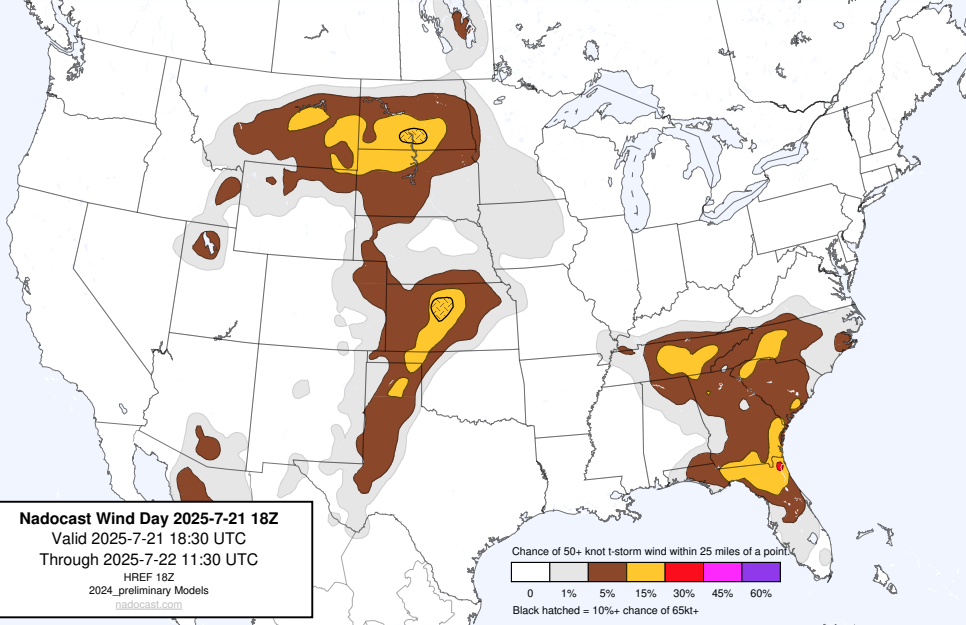 Nadocast Wind Day 2025-7-21 18Z
Valid 2025-7-21 18:30 UTC
Through 2025-7-22 11:30 UTC
HREF 18Z
2024_preliminary Models
nadocast.com
Chance of 50+ knot t-storm wind within 25 miles of a point.
0 1% 5% 15% 30% 45% 60%
Black hatched = 10%+ chance of 65kt+